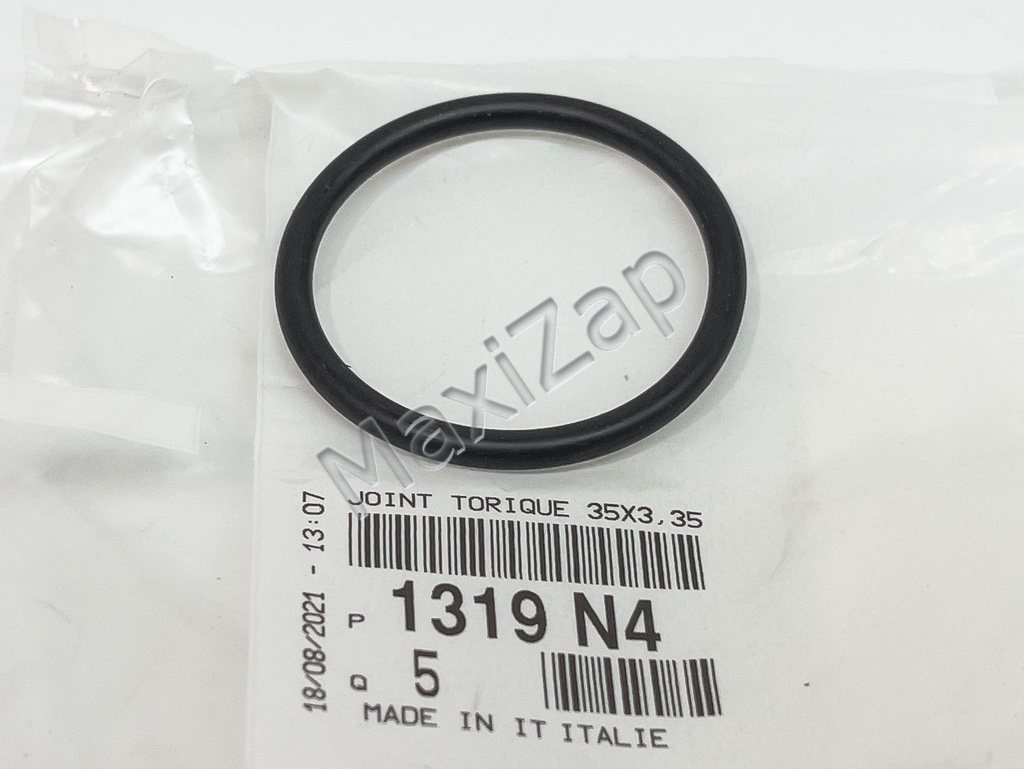 MaxiZap
JOINT TORIQUE 35X3,35
P 1319 N4
Q 5
MADE IN IT ITALIE
18/08/2021 - 13:07